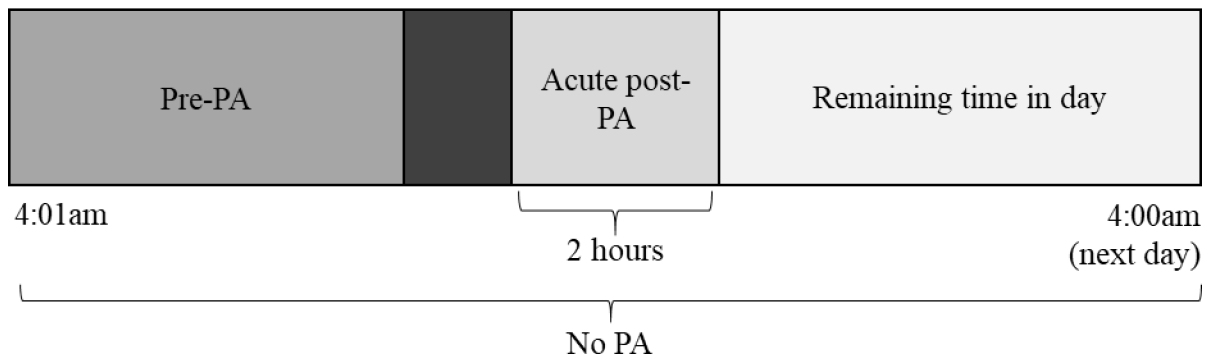 Pre-PA
Acute post-
PA
Remaining time in day
4:01am
2 hours
4:00am
(next day)
No PA